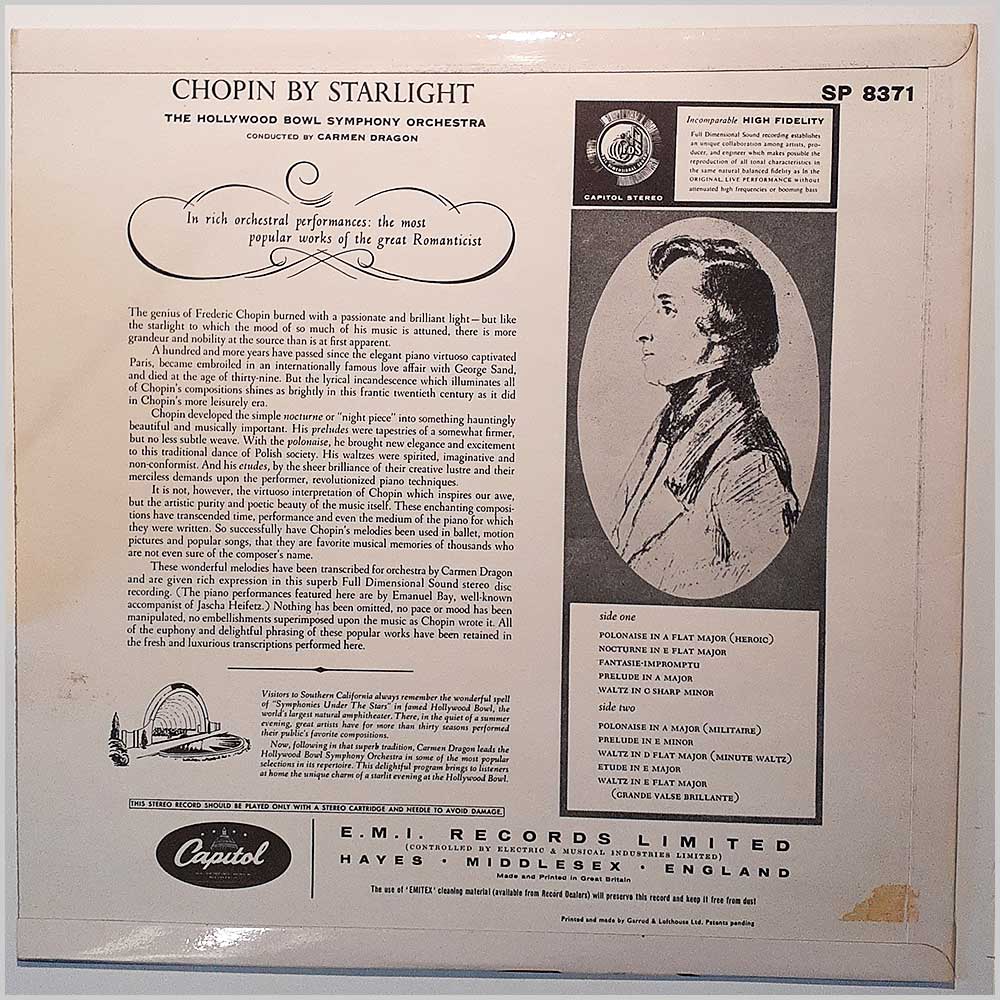 CHOPIN BY STARLIGHT
THE HOLLYWOOD BOWL SYMPHONY ORCHESTRA
CONDUCTED BY CARMEN DRAGON
In rich orchestral performances: the most
popular works of the great Romanticist
The genius of Frederic Chopin burned with a passionate and brilliant light—but like
the starlight to which the mood of so much of his music is attuned, there is more
grandeur and nobility at the source than is at first apparent.
A hundred and more years have passed since the elegant piano virtuoso captivated
Paris, became embroiled in an internationally famous love affair with George Sand,
and died at the age of thirty-nine. But the lyrical incandescence which illuminates all
of Chopin's compositions shines as brightly in this frantic twentieth century as it did
in Chopin's more leisurely era.
Chopin developed the simple nocturne or "night piece" into something hauntingly
beautiful and musically important. His preludes were tapestries of a somewhat firmer,
but no less subtle weave. With the polonaise, he brought new elegance and excitement
to this traditional dance of Polish society. His waltzes were spirited, imaginative and
non-conformist. And his etudes, by the sheer brilliance of their creative lustre and their
merciless demands upon the performer, revolutionized piano techniques.
It is not, however, the virtuoso interpretation of Chopin which inspires our awe,
but the artistic purity and poetic beauty of the music itself. These enchanting composi-
tions have transcended time, performance and even the medium of the piano for which
they were written. So successfully have Chopin's melodies been used in ballet, motion
pictures and popular songs, that they are favorite musical memories of thousands who
are not even sure of the composer's name.
These wonderful melodies have been transcribed for orchestra by Carmen Dragon
and are given rich expression in this superb Full Dimensional Sound stereo disc
recording. (The piano performances featured here are by Emanuel Bay, well-known
accompanist of Jascha Heifetz.) Nothing has been omitted, no pace or mood has been
manipulated, no embellishments superimposed upon the music as Chopin wrote it. All
of the euphony and delightful phrasing of these popular works have been retained in
the fresh and luxurious transcriptions performed here.
Visitors to Southern California always remember the wonderful spell
of "Symphonies Under The Stars" in famed Hollywood Bowl, the
world's largest natural amphitheater. There, in the quiet of a summer
evening, great artists have for more than thirty seasons performed
their public's favorite compositions.
Now, following in that superb tradition, Carmen Dragon leads the
Hollywood Bowl Symphony Orchestra in some of the most popular
selections in its repertoire. This delightful program brings to listeners
at home the unique charm of a starlit evening at the Hollywood Bowl.
THIS STEREO RECORD SHOULD BE PLAYED ONLY WITH A STEREO CARTRIDGE AND NEEDLE TO AVOID DAMAGE.
SP 8371
CAPITOL STEREO
Incomparable HIGH FIDELITY
Full Dimensional Sound recording establishes
an unique collaboration among artists, pro-
ducer, and engineer which makes possible the
reproduction of all tonal characteristics in
the same natural balanced fidelity as in the
ORIGINAL, LIVE PERFORMANCE without
attenuated high frequencies or booming bass
side one
POLONAISE IN A FLAT MAJOR (HEROIC)
NOCTURNE IN E FLAT MAJOR
FANTASIE-IMPROMPTU
PRELUDE IN A MAJOR
WALTZ IN C SHARP MINOR
side two
POLONAISE IN A MAJOR (MILITAIRE)
PRELUDE IN E MINOR
WALTZ IN D FLAT MAJOR (MINUTE WALTZ)
ETUDE IN E MAJOR
WALTZ IN E FLAT MAJOR
(GRANDE VALSE BRILLANTE)
Capitol
E.M.I. RECORDS LIMITED
(CONTROLLED BY ELECTRIC & MUSICAL INDUSTRIES LIMITED)
HAYES • MIDDLESEX • ENGLAND
Made and Printed in Great Britain
The use of 'EMITEX' cleaning material (available from Record Dealers) will preserve this record and keep it free from dust
Printed and made by Garrod & Lofthouse Ltd. Patents pending